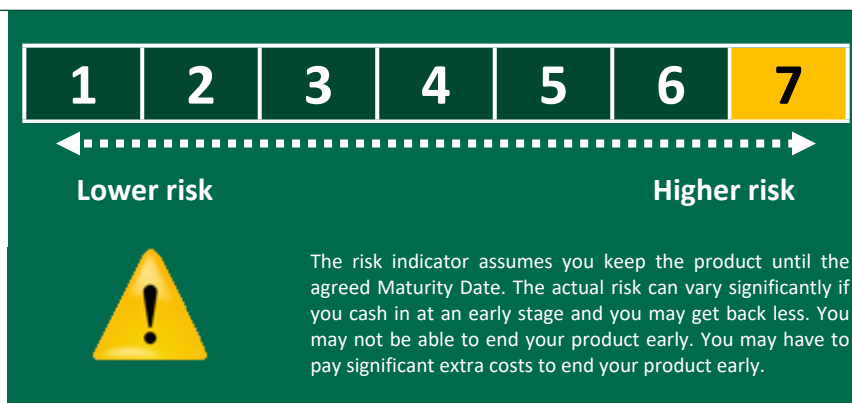 1 2 3 4 5 6 7
Lower risk Higher risk
The risk indicator assumes you keep the product until the
agreed Maturity Date. The actual risk can vary significantly if
you cash in at an early stage and you may get back less. You
may not be able to end your product early. You may have to
pay significant extra costs to end your product early.